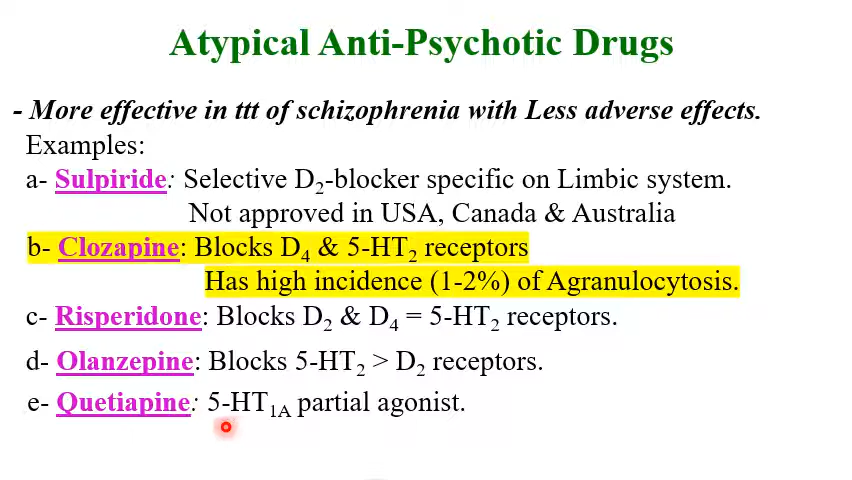 Atypical Anti-Psychotic Drugs
- More effective in ttt of schizophrenia with Less adverse effects.
Examples:
a- Sulpiride: Selective D2-blocker specific on Limbic system.
Not approved in USA, Canada & Australia
b- Clozapine: Blocks D4 & 5-HT2 receptors
Has high incidence (1-2%) of Agranulocytosis.
c- Risperidone: Blocks D2 & D4 = 5-HT2 receptors.
d- Olanzepine: Blocks 5-HT2 > D2 receptors.
e- Quetiapine: 5-HT1A partial agonist.